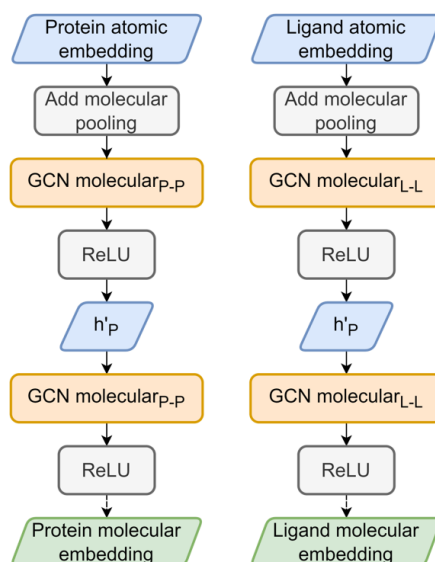 Protein atomic
embedding
Add molecular
pooling
GCN molecularP-P
ReLU
h'P
GCN molecularP-P
ReLU
Protein molecular
embedding
Ligand atomic
embedding
Add molecular
pooling
GCN molecularL-L
ReLU
h'P
GCN molecularL-L
ReLU
Ligand molecular
embedding